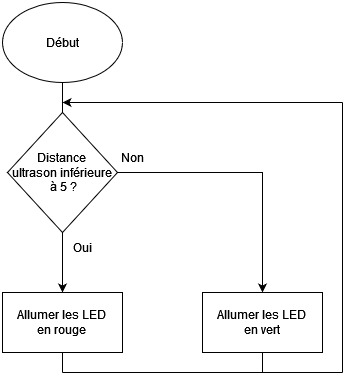 Début
Distance
ultrason inférieure
à 5 ?
Non
Oui
Allumer les LED
en rouge
Allumer les LED
en vert